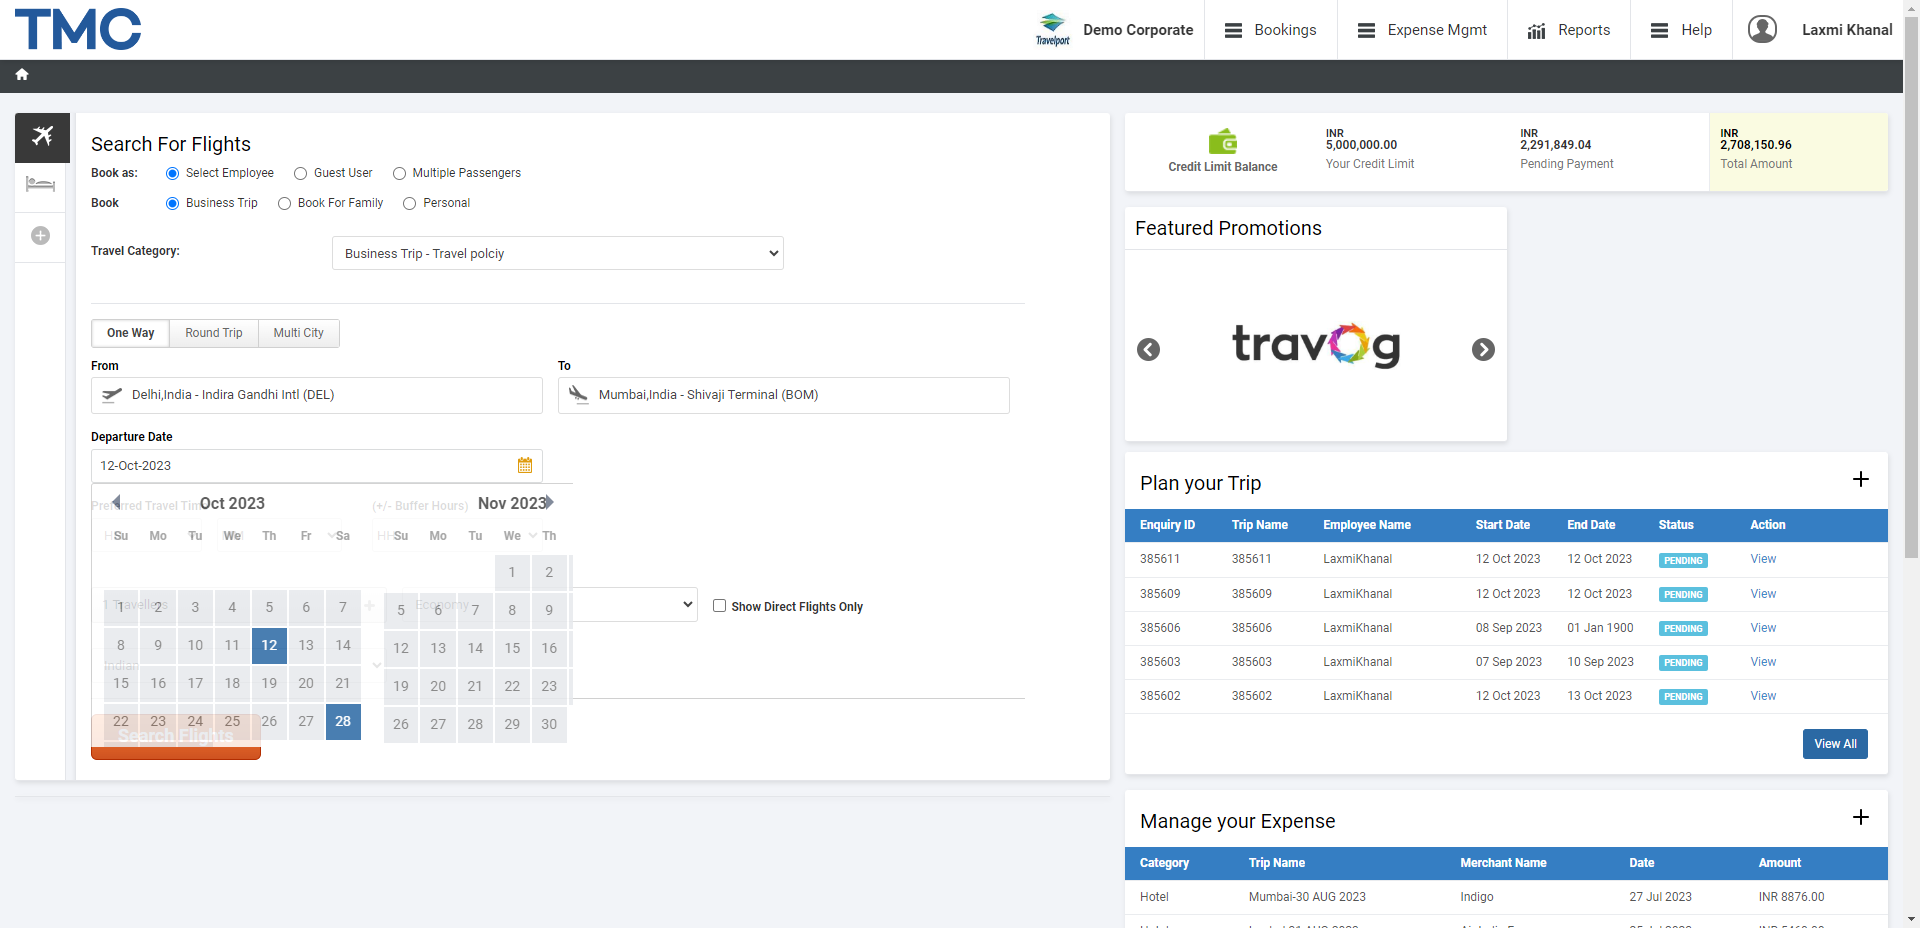 TMC
Travelport
Demo Corporate
Bookings
Expense Mgmt
Reports
Help
Laxmi Khanal
Search For Flights
Book as: Select Employee Guest User Multiple Passengers
Book Business Trip Book For Family Personal
Travel Category: Business Trip - Travel polciy
One Way Round Trip Multi City
From
Delhi,India - Indira Gandhi Intl (DEL)
To
Mumbai,India - Shivaji Terminal (BOM)
Departure Date
12-Oct-2023
Preferred Travel Time
(+/- Buffer Hours)
Oct 2023
Su Mo Tu We Th Fr Sa
1 2 3 4 5 6 7
8 9 10 11 12 13 14
15 16 17 18 19 20 21
22 23 24 25 26 27 28
Nov 2023
Su Mo Tu We Th
1 2
5 6 7 8 9
12 13 14 15 16
19 20 21 22 23
26 27 28 29 30
1 Travellers
Economy
Show Direct Flights Only
Indian
Search Flights
Credit Limit Balance
INR
5,000,000.00
Your Credit Limit
INR
2,291,849.04
Pending Payment
INR
2,708,150.96
Total Amount
Featured Promotions
travog
Plan your Trip
Enquiry ID Trip Name Employee Name Start Date End Date Status Action
385611 385611 LaxmiKhanal 12 Oct 2023 12 Oct 2023 PENDING View
385609 385609 LaxmiKhanal 12 Oct 2023 12 Oct 2023 PENDING View
385606 385606 LaxmiKhanal 08 Sep 2023 01 Jan 1900 PENDING View
385603 385603 LaxmiKhanal 07 Sep 2023 10 Sep 2023 PENDING View
385602 385602 LaxmiKhanal 12 Oct 2023 13 Oct 2023 PENDING View
View All
Manage your Expense
Category Trip Name Merchant Name Date Amount
Hotel Mumbai-30 AUG 2023 Indigo 27 Jul 2023 INR 8876.00